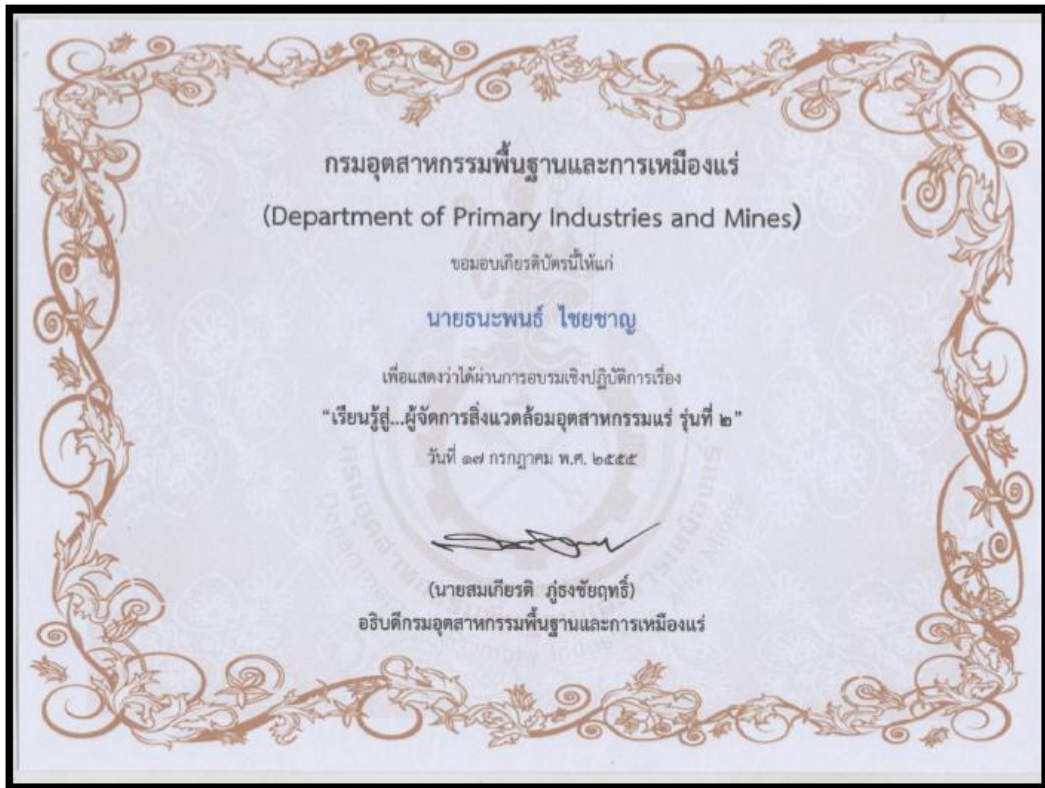 กรมอุตสาหกรรมพื้นฐานและการเหมืองแร่
(Department of Primary Industries and Mines)
ขอมอบเกียรติบัตรนี้ให้แก่
นายธนะพนธ์ ไชยชาญ
เพื่อแสดงว่าได้ผ่านการอบรมเชิงปฏิบัติการเรื่อง
“เรียนรู้สู่...ผู้จัดการสิ่งแวดล้อมอุตสาหกรรมแร่ รุ่นที่ ๒”
วันที่ ๑๗ กรกฎาคม พ.ศ. ๒๕๕๕
(นายสมเกียรติ ภู่ธงชัยฤทธิ์)
อธิบดีกรมอุตสาหกรรมพื้นฐานและการเหมืองแร่